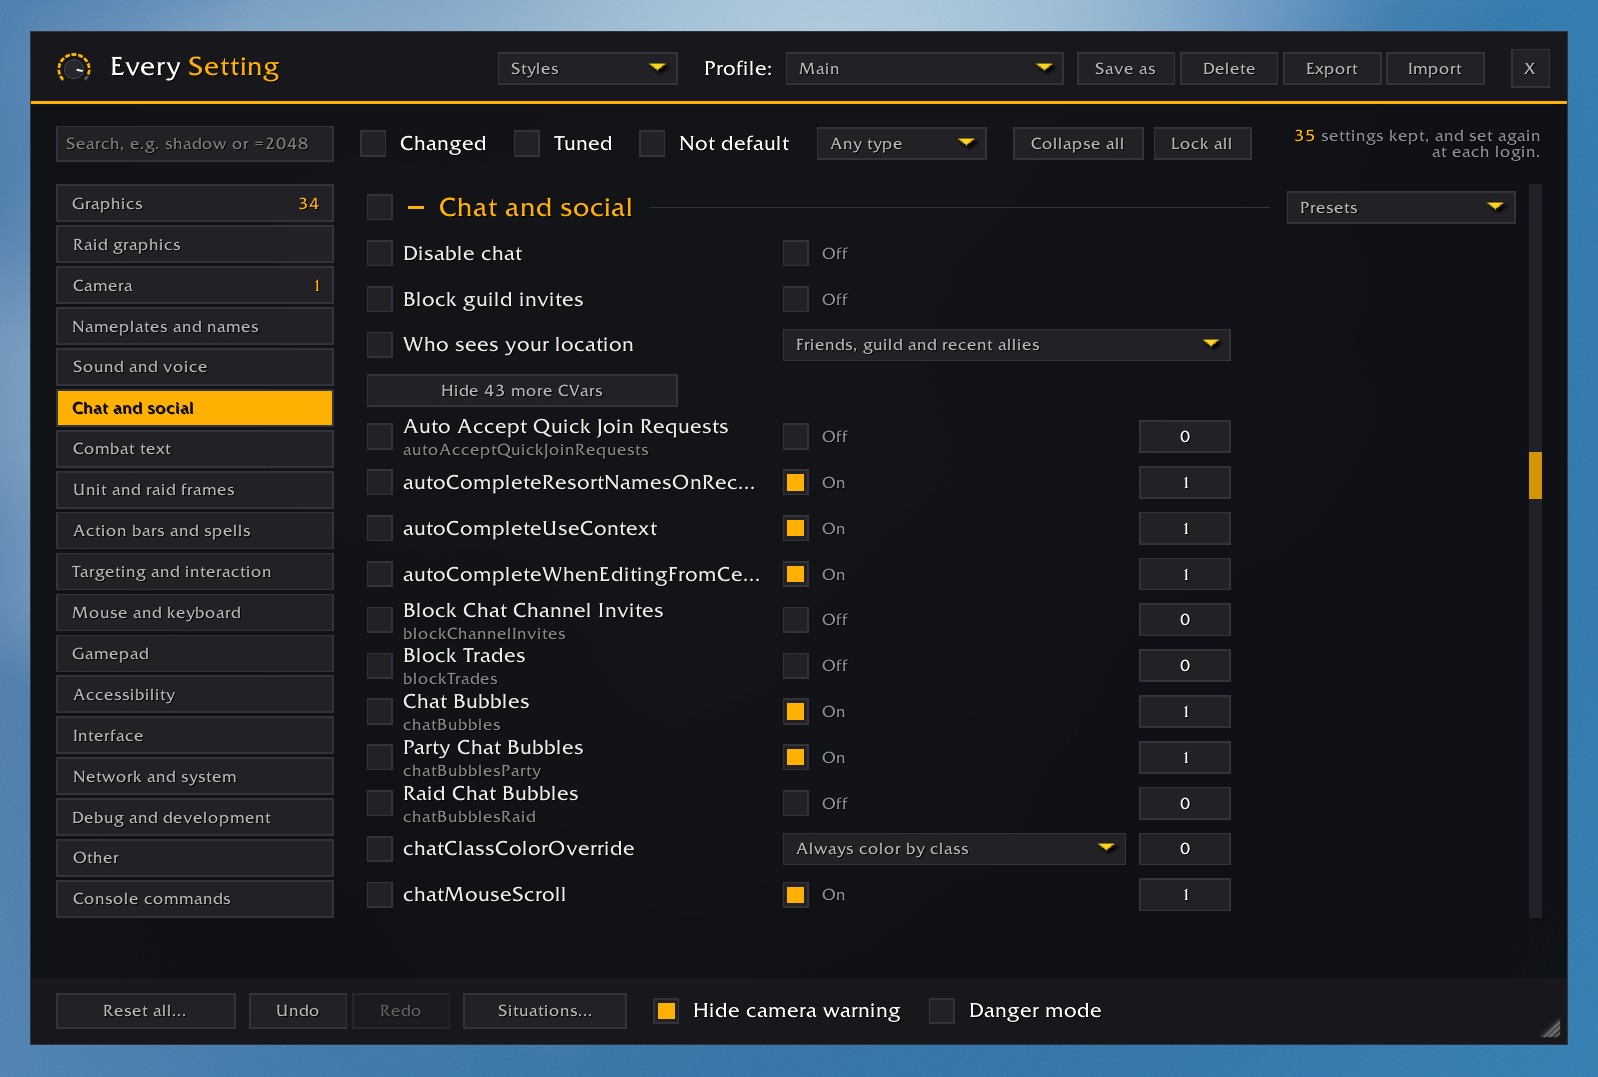 Every Setting
Styles
Profile:
Main
Save as
Delete
Export
Import
X
Search, e.g. shadow or =2048
Changed
Tuned
Not default
Any type
Collapse all
Lock all
35 settings kept, and set again
at each login.
Graphics 34
Raid graphics
Camera 1
Nameplates and names
Sound and voice
Chat and social
Combat text
Unit and raid frames
Action bars and spells
Targeting and interaction
Mouse and keyboard
Gamepad
Accessibility
Interface
Network and system
Debug and development
Other
Console commands
Chat and social
Presets
Disable chat Off
Block guild invites Off
Who sees your location Friends, guild and recent allies
Hide 43 more CVars
Auto Accept Quick Join Requests Off 0
autoAcceptQuickJoinRequests
autoCompleteResortNamesOnRec... On 1
autoCompleteUseContext On 1
autoCompleteWhenEditingFromCe... On 1
Block Chat Channel Invites Off 0
blockChannelInvites
Block Trades Off 0
blockTrades
Chat Bubbles On 1
chatBubbles
Party Chat Bubbles On 1
chatBubblesParty
Raid Chat Bubbles Off 0
chatBubblesRaid
chatClassColorOverride Always color by class 0
chatMouseScroll On 1
Reset all...
Undo
Redo
Situations...
Hide camera warning
Danger mode